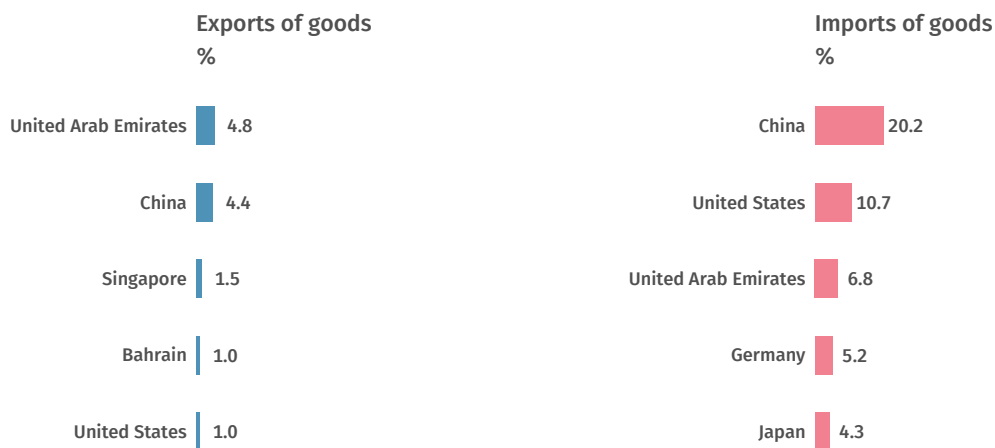 Exports of goods
%
United Arab Emirates 4.8
China 4.4
Singapore 1.5
Bahrain 1.0
United States 1.0
Imports of goods
%
China 20.2
United States 10.7
United Arab Emirates 6.8
Germany 5.2
Japan 4.3